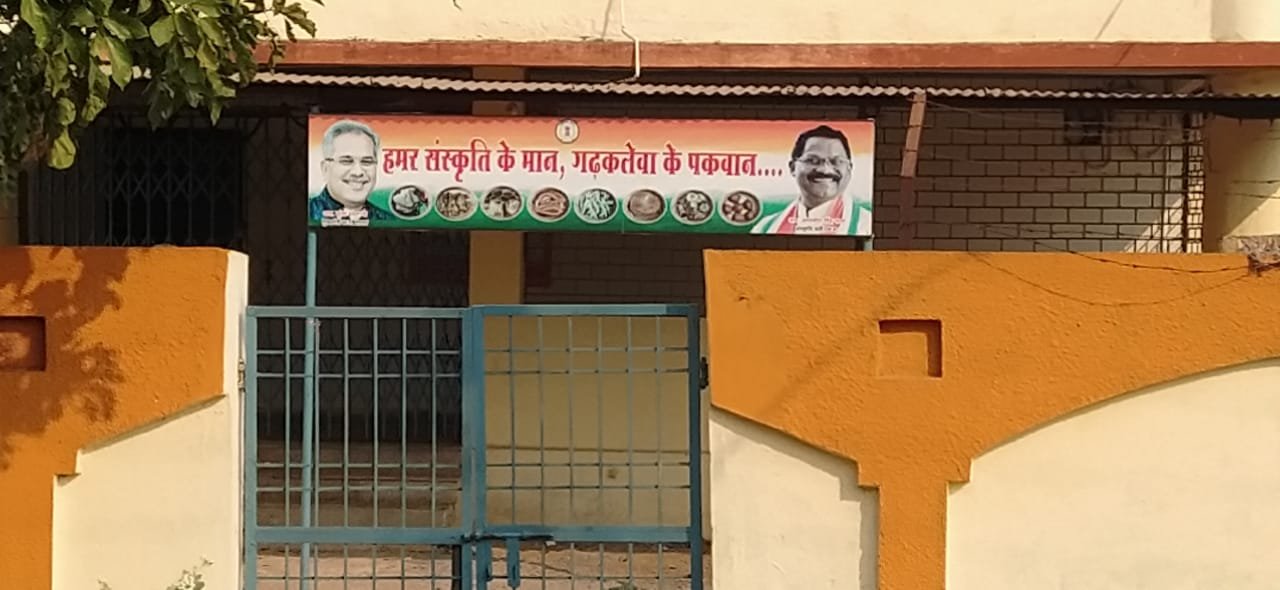 हमर संस्कृति के मान, गढ़कलेवा के पकवान....